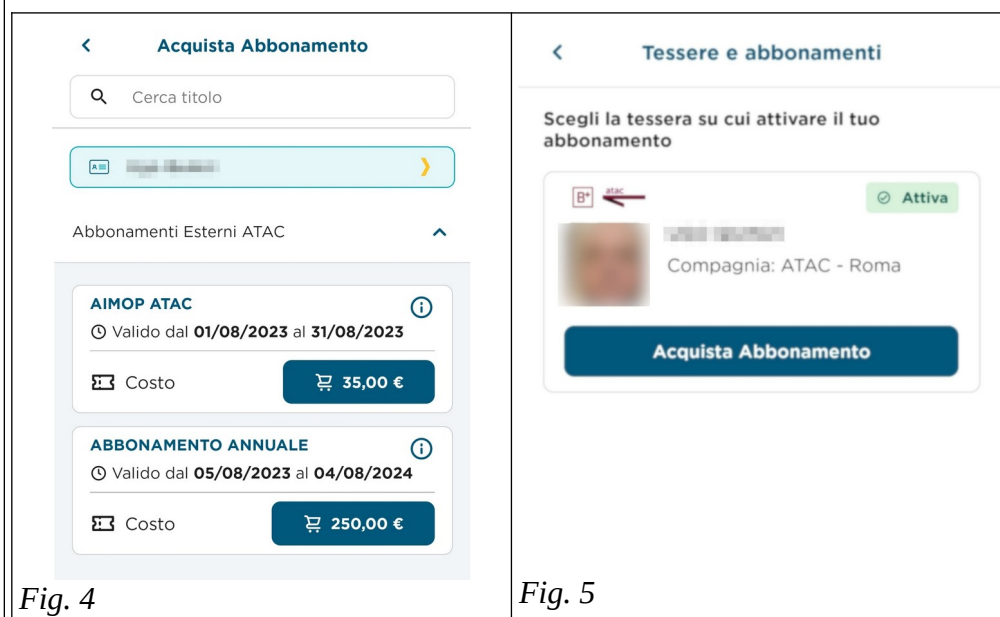 Acquista Abbonamento
Cerca titolo
Abbonamenti Esterni ATAC
AIMOP ATAC
Valido dal 01/08/2023 al 31/08/2023
Costo
35,00 €
ABBONAMENTO ANNUALE
Valido dal 05/08/2023 al 04/08/2024
Costo
250,00 €
Fig. 4
Tessere e abbonamenti
Scegli la tessera su cui attivare il tuo
abbonamento
B+ atac
Attiva
Compagnia: ATAC - Roma
Acquista Abbonamento
Fig. 5